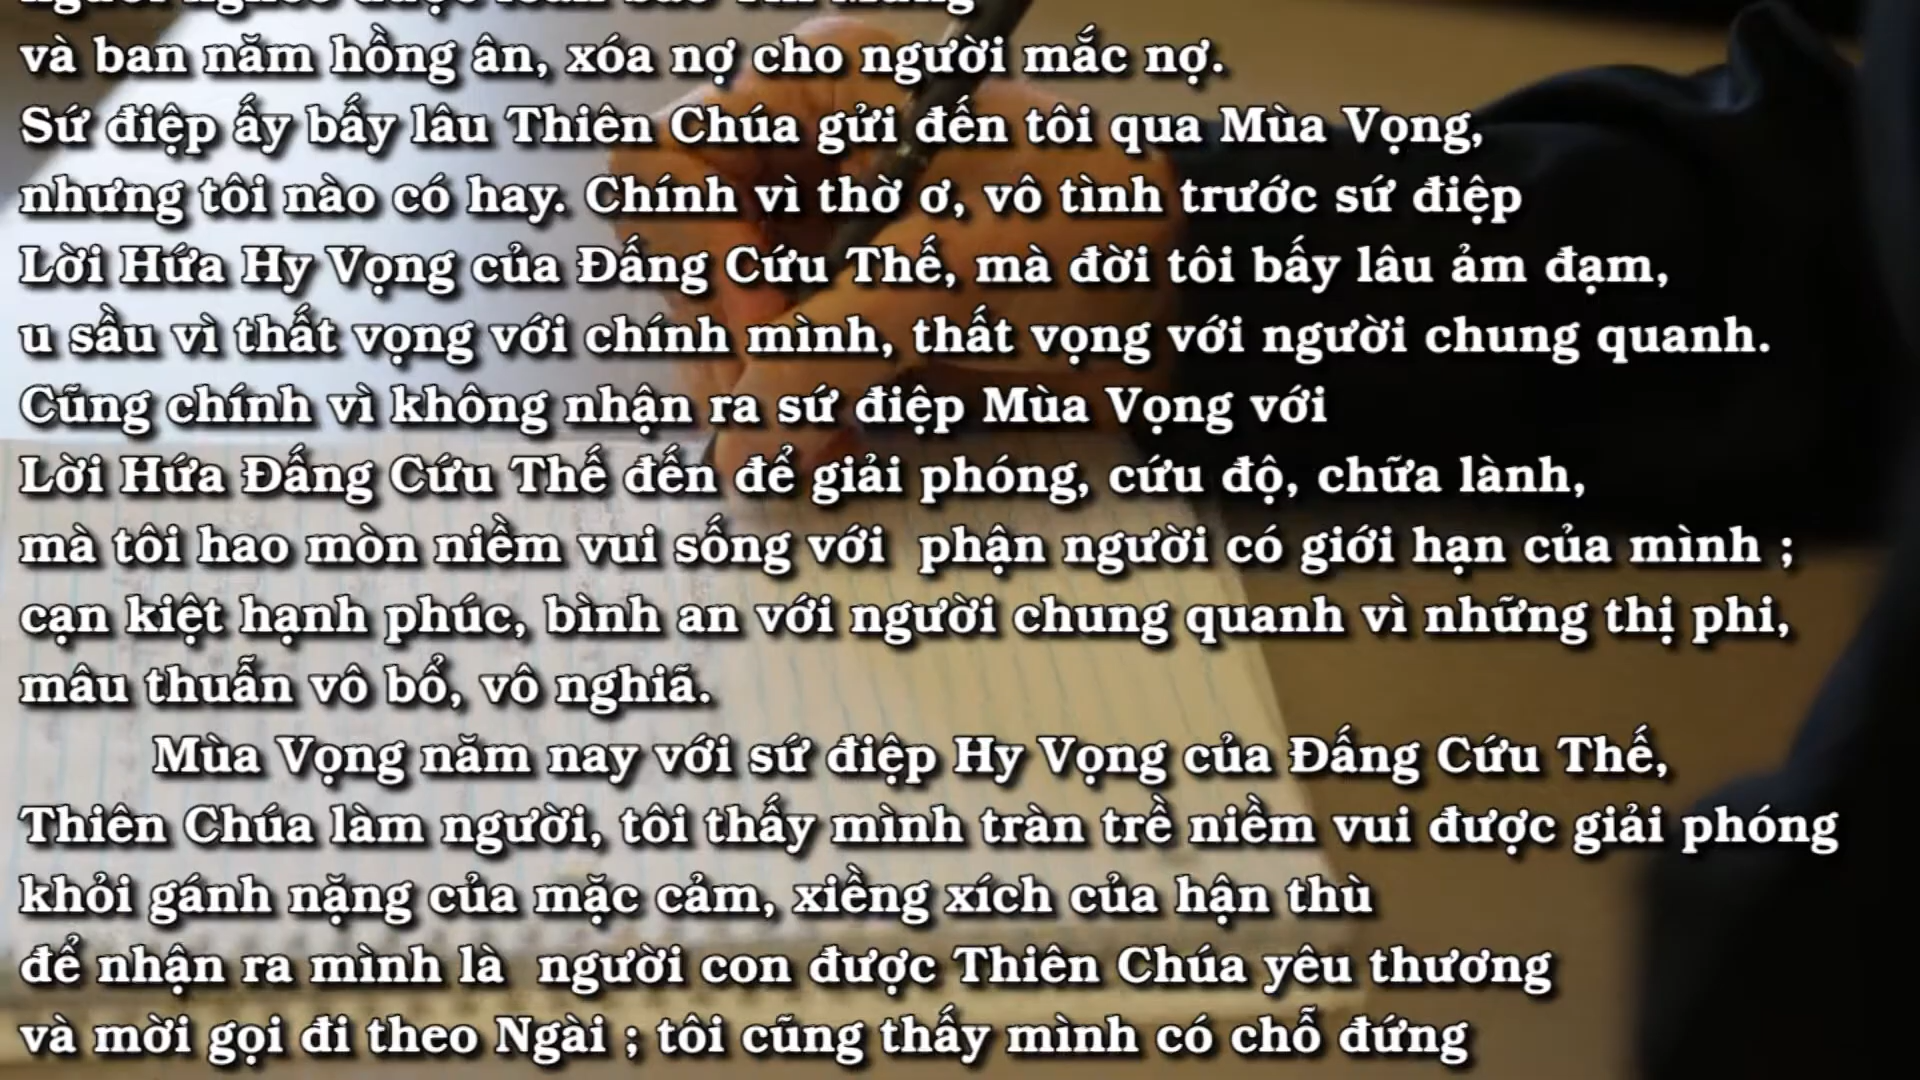 và ban năm hồng ân, xóa nợ cho người mắc nợ.
Sứ điệp ấy bấy lâu Thiên Chúa gửi đến tôi qua Mùa Vọng,
nhưng tôi nào có hay. Chính vì thờ ơ, vô tình trước sứ điệp
Lời Hứa Hy Vọng của Đấng Cứu Thế, mà đời tôi bấy lâu ảm đạm,
u sầu vì thất vọng với chính mình, thất vọng với người chung quanh.
Cũng chính vì không nhận ra sứ điệp Mùa Vọng với
Lời Hứa Đấng Cứu Thế đến để giải phóng, cứu độ, chữa lành,
mà tôi hao mòn niềm vui sống với phận người có giới hạn của mình ;
cạn kiệt hạnh phúc, bình an với người chung quanh vì những thị phi,
mâu thuẫn vô bổ, vô nghiã.
Mùa Vọng năm nay với sứ điệp Hy Vọng của Đấng Cứu Thế,
Thiên Chúa làm người, tôi thấy mình tràn trề niềm vui được giải phóng
khỏi gánh nặng của mặc cảm, xiềng xích của hận thù
để nhận ra mình là người con được Thiên Chúa yêu thương
và mời gọi đi theo Ngài ; tôi cũng thấy mình có chỗ đứng